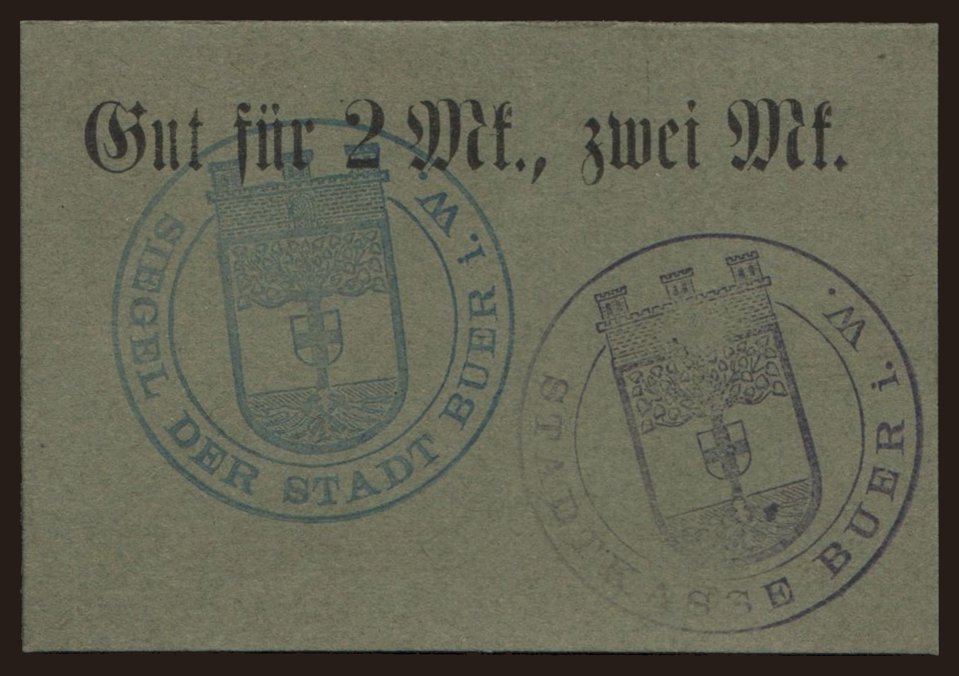 Gut für 2 Mk., zwei Mk.
SIEGEL DER STADT BUER i. W.
STADTKASSE BUER i. W.